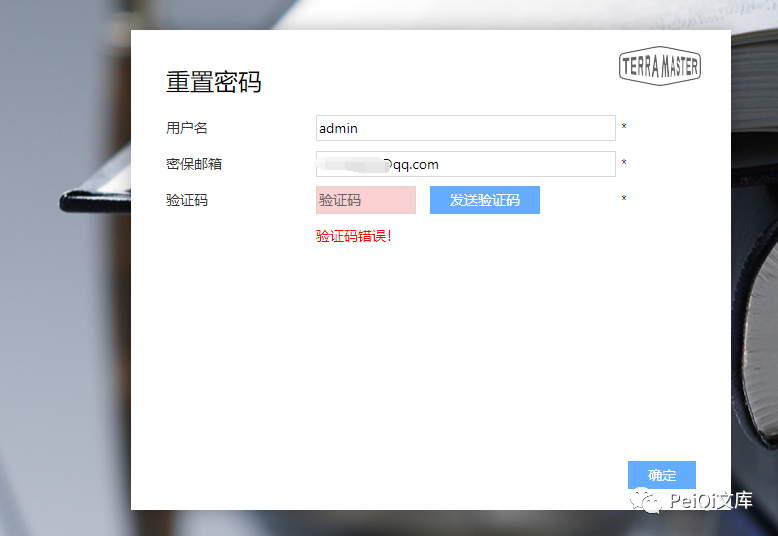 TERRA MASTER
重置密码
用户名 admin *
密保邮箱 @qq.com *
验证码 验证码 发送验证码 *
验证码错误!
确定
PeiQi文库